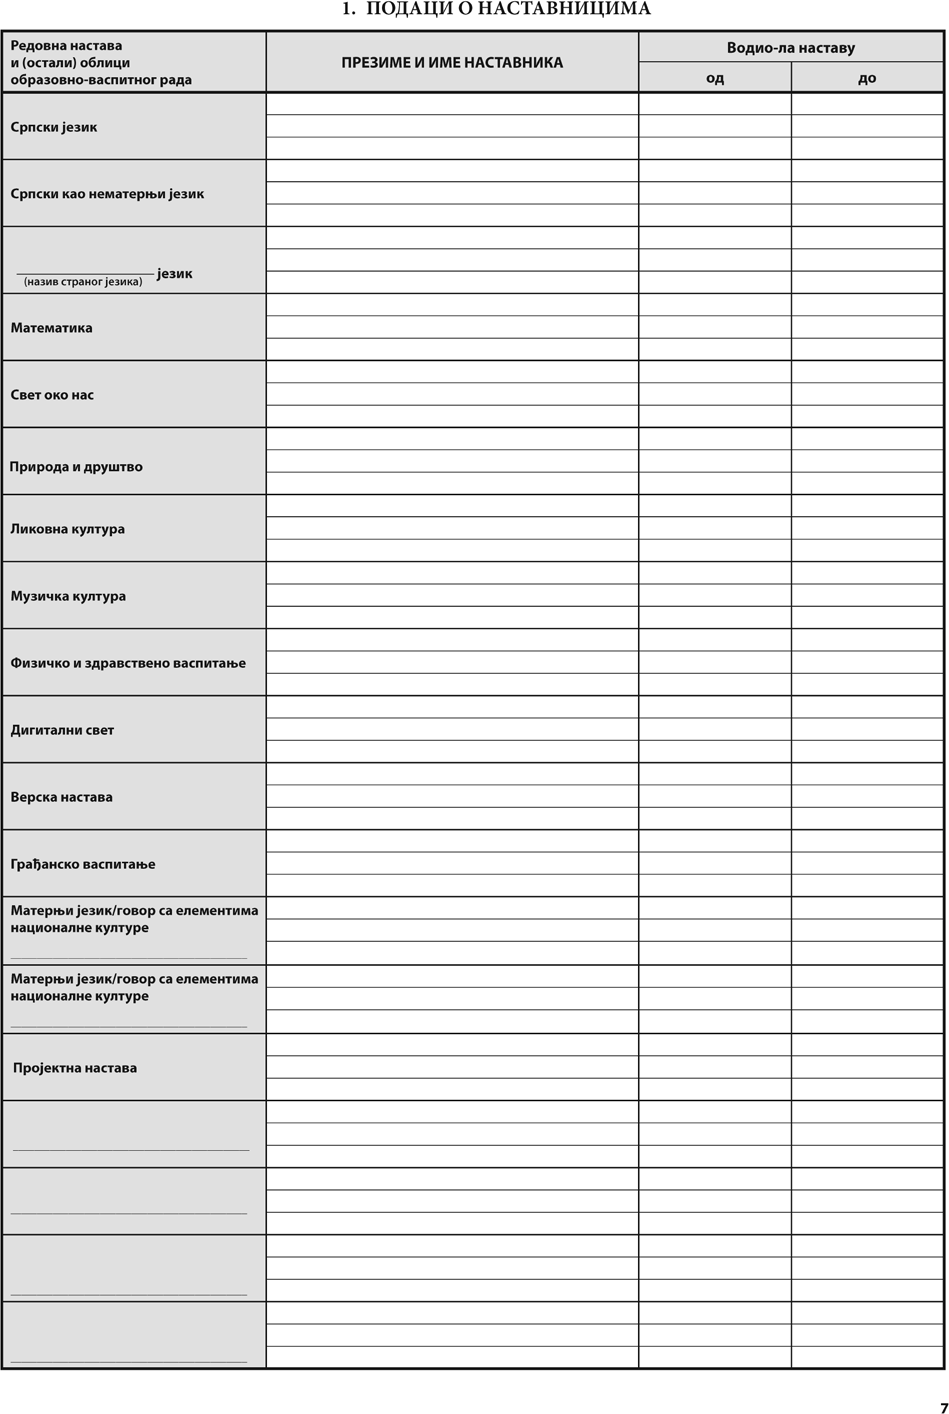 1. ПОДАЦИ О НАСТАВНИЦИМА
Редовна настава
и (остали) облици
образовно-васпитног рада
ПРЕЗИМЕ И ИМЕ НАСТАВНИКА
Водио-ла наставу
од
до
Српски језик
Српски као нематерњи језик
____________________ језик
(назив страног језика)
Математика
Свет око нас
Природа и друштво
Ликовна култура
Музичка култура
Физичко и здравствено васпитање
Дигитални свет
Верска настава
Грађанско васпитање
Матерњи језик/говор са елементима
националне културе
Матерњи језик/говор са елементима
националне културе
Пројектна настава
7